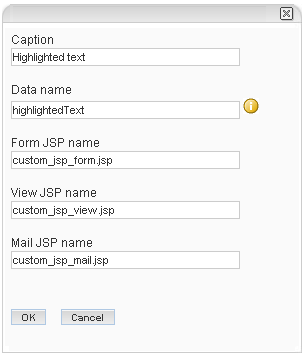 Caption
Highlighted text
Data name
highlightedText
Form JSP name
custom_jsp_form.jsp
View JSP name
custom_jsp_view.jsp
Mail JSP name
custom_jsp_mail.jsp
OK Cancel